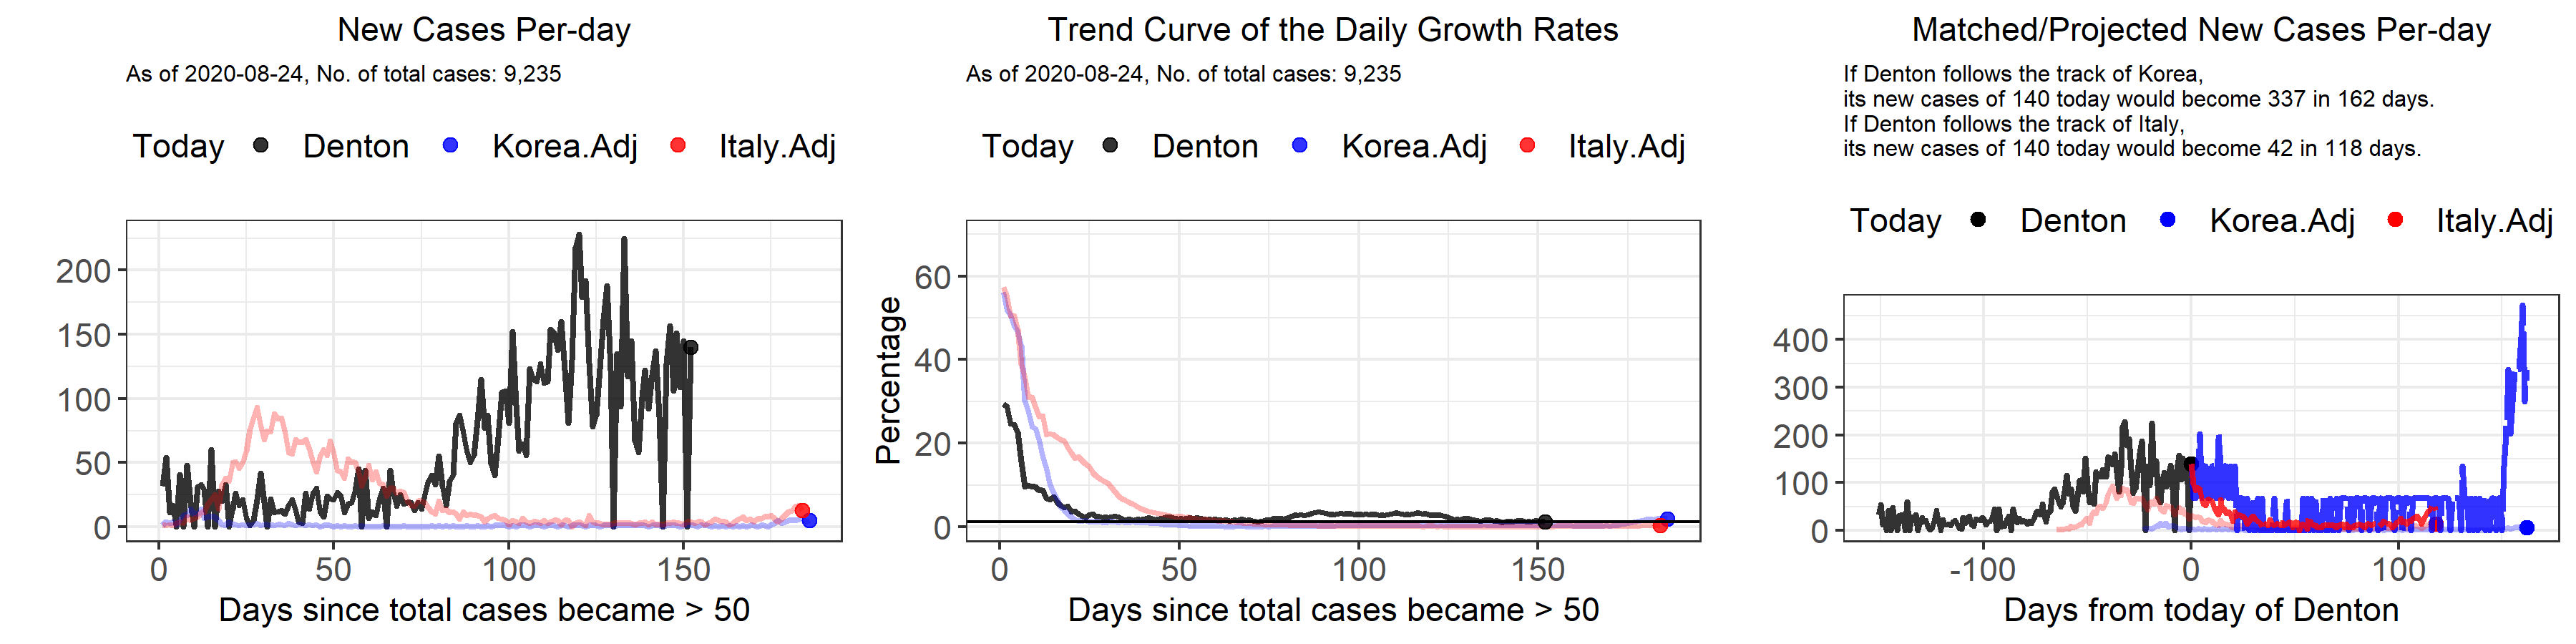 New Cases Per-day
As of 2020-08-24, No. of total cases: 9,235
Today Denton Korea.Adj Italy.Adj
200
150
100
50
0
0 50 100 150
Days since total cases became > 50
Trend Curve of the Daily Growth Rates
As of 2020-08-24, No. of total cases: 9,235
Today Denton Korea.Adj Italy.Adj
Percentage
60
40
20
0
0 50 100 150
Days since total cases became > 50
Matched/Projected New Cases Per-day
If Denton follows the track of Korea,
its new cases of 140 today would become 337 in 162 days.
If Denton follows the track of Italy,
its new cases of 140 today would become 42 in 118 days.
Today Denton Korea.Adj Italy.Adj
400
300
200
100
0
-100 0 100
Days from today of Denton